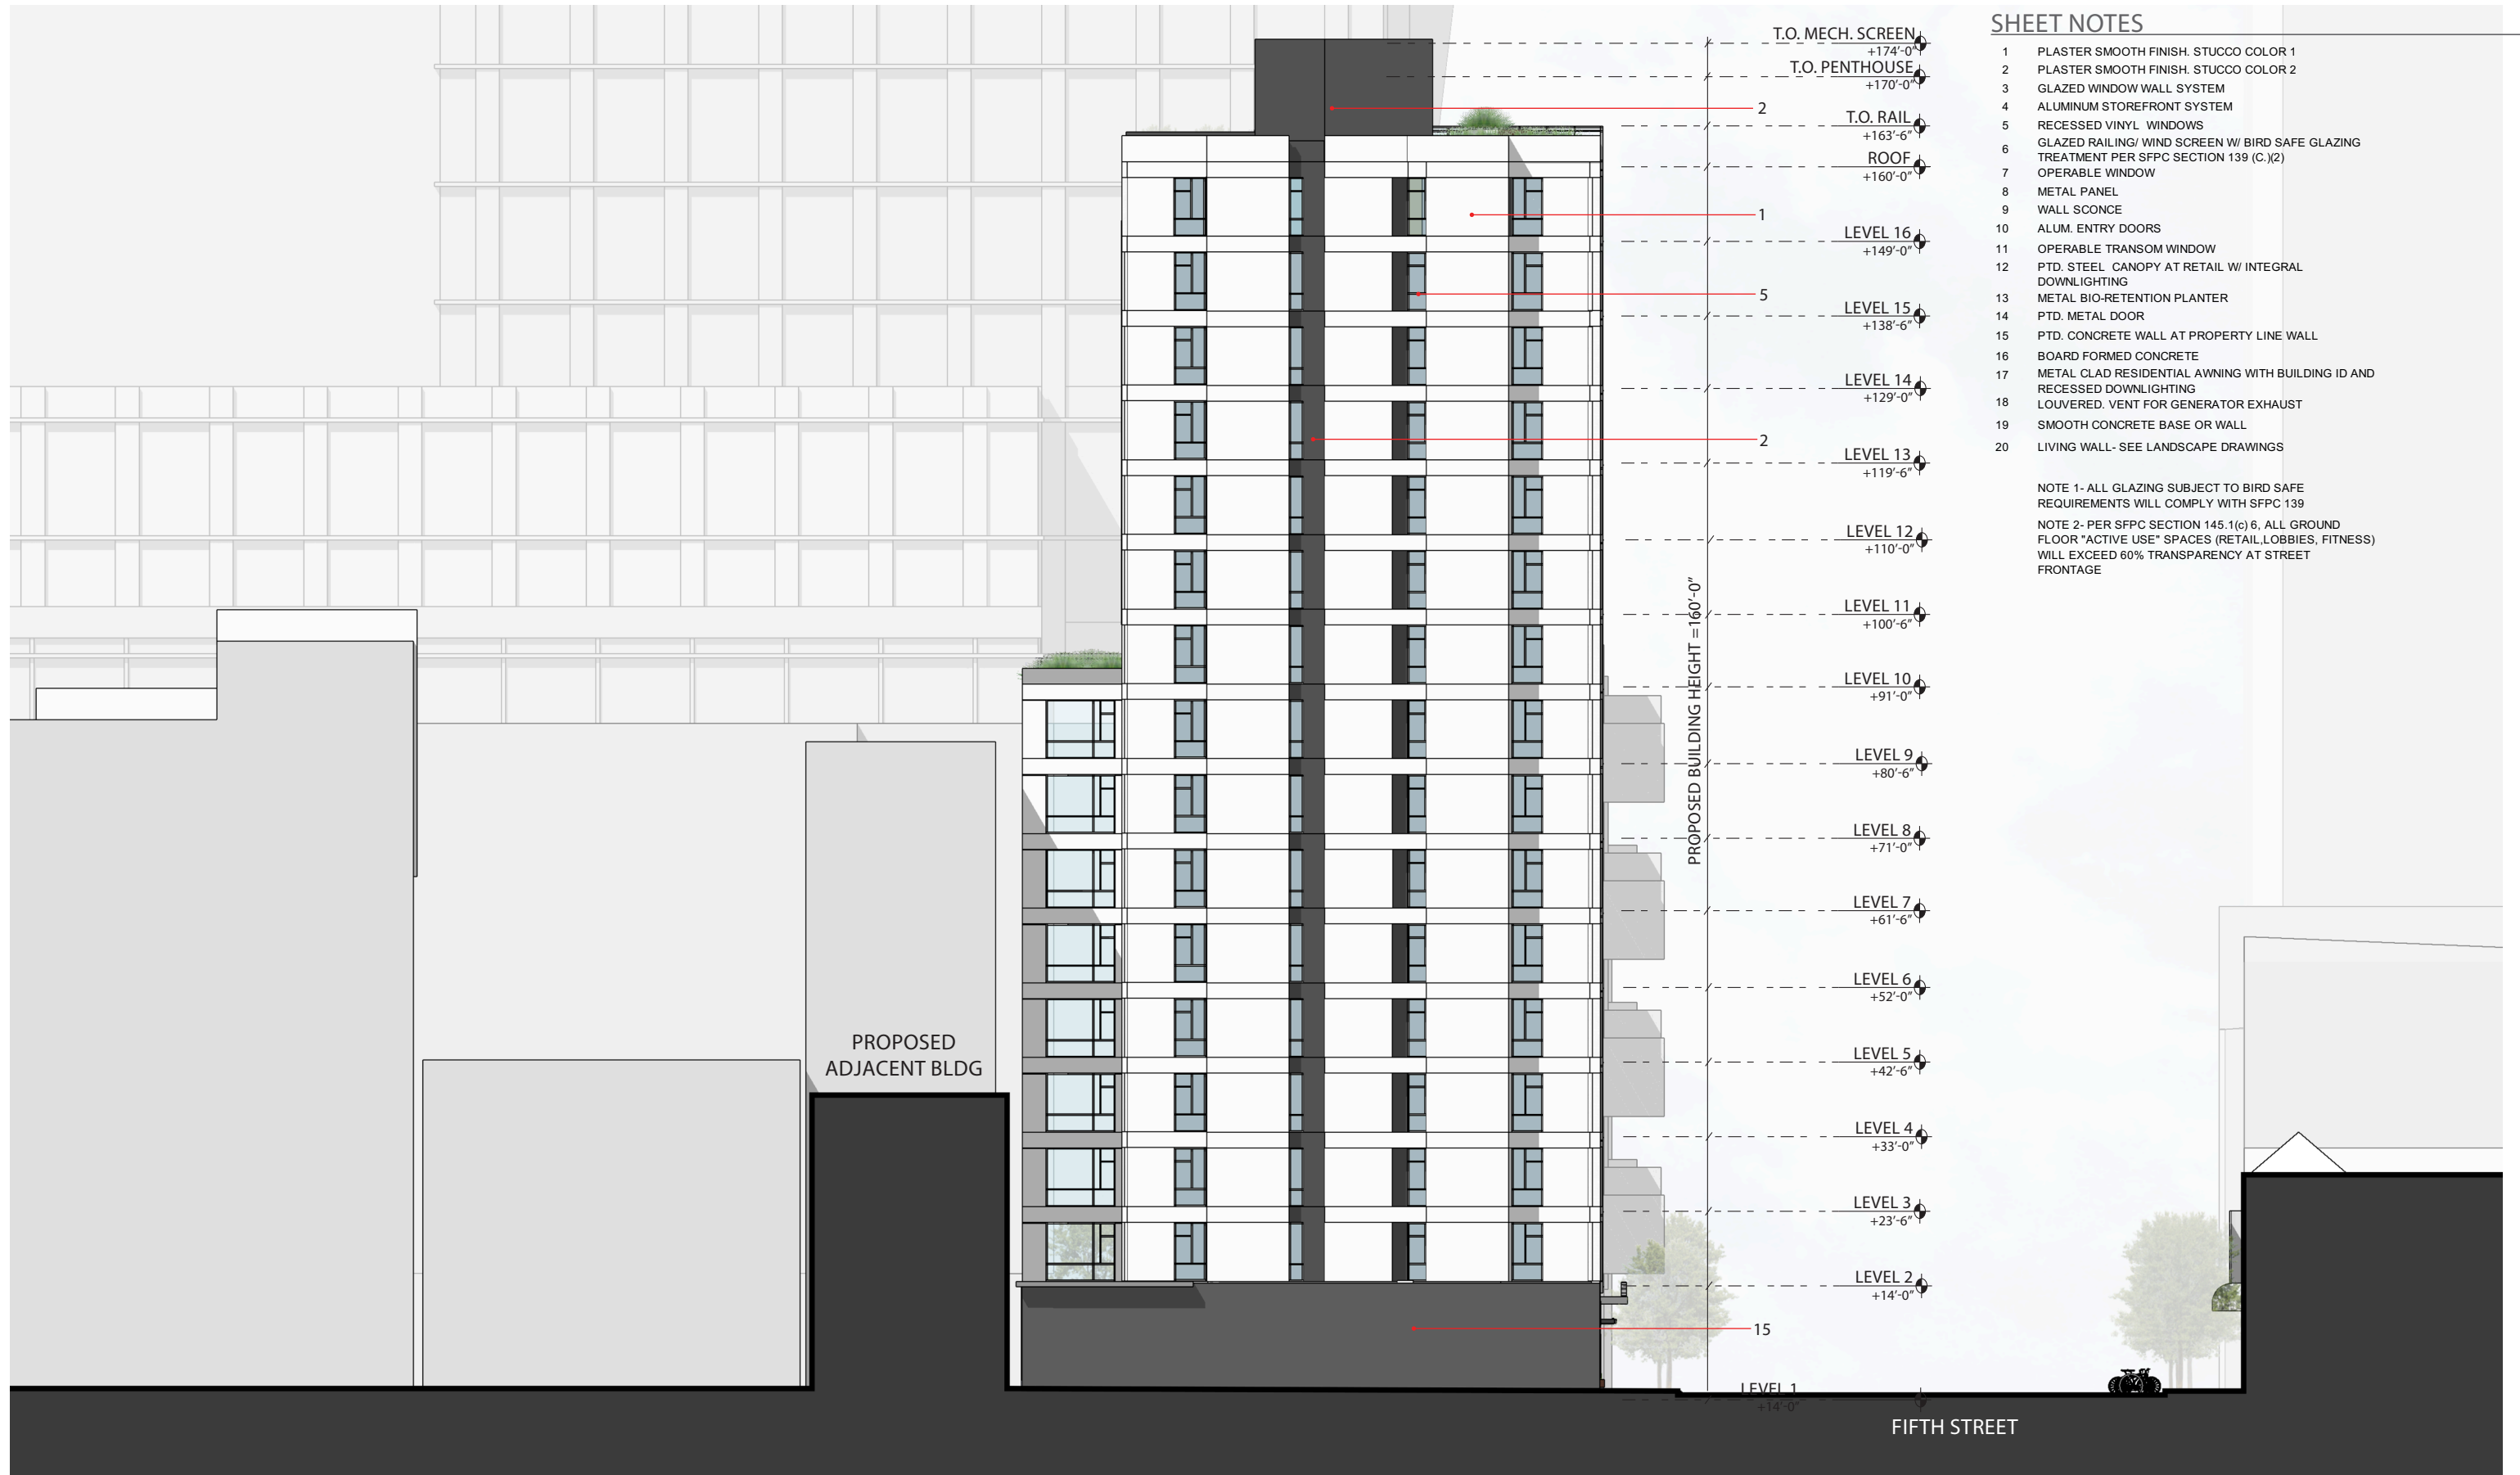 SHEET NOTES
1 PLASTER SMOOTH FINISH. STUCCO COLOR 1
2 PLASTER SMOOTH FINISH. STUCCO COLOR 2
3 GLAZED WINDOW WALL SYSTEM
4 ALUMINUM STOREFRONT SYSTEM
5 RECESSED VINYL WINDOWS
6 GLAZED RAILING/ WIND SCREEN W/ BIRD SAFE GLAZING
TREATMENT PER SFPC SECTION 139 (C.)(2)
7 OPERABLE WINDOW
8 METAL PANEL
9 WALL SCONCE
10 ALUM. ENTRY DOORS
11 OPERABLE TRANSOM WINDOW
12 PTD. STEEL CANOPY AT RETAIL W/ INTEGRAL
DOWNLIGHTING
13 METAL BIO-RETENTION PLANTER
14 PTD. METAL DOOR
15 PTD. CONCRETE WALL AT PROPERTY LINE WALL
16 BOARD FORMED CONCRETE
17 METAL CLAD RESIDENTIAL AWNING WITH BUILDING ID AND
RECESSED DOWNLIGHTING
18 LOUVERED. VENT FOR GENERATOR EXHAUST
19 SMOOTH CONCRETE BASE OR WALL
20 LIVING WALL- SEE LANDSCAPE DRAWINGS
NOTE 1- ALL GLAZING SUBJECT TO BIRD SAFE
REQUIREMENTS WILL COMPLY WITH SFPC 139
NOTE 2- PER SFPC SECTION 145.1(c) 6, ALL GROUND
FLOOR "ACTIVE USE" SPACES (RETAIL,LOBBIES, FITNESS)
WILL EXCEED 60% TRANSPARENCY AT STREET
FRONTAGE
T.O. MECH. SCREEN
+174'-0"
T.O. PENTHOUSE
+170'-0"
2
T.O. RAIL
+163'-6"
ROOF
+160'-0"
1
LEVEL 16
+149'-0"
5
LEVEL 15
+138'-6"
LEVEL 14
+129'-0"
2
LEVEL 13
+119'-6"
LEVEL 12
+110'-0"
LEVEL 11
+100'-6"
PROPOSED BUILDING HEIGHT =160'-0"
LEVEL 10
+91'-0"
LEVEL 9
+80'-6"
LEVEL 8
+71'-0"
LEVEL 7
+61'-6"
LEVEL 6
+52'-0"
LEVEL 5
+42'-6"
PROPOSED
ADJACENT BLDG
LEVEL 4
+33'-0"
LEVEL 3
+23'-6"
LEVEL 2
+14'-0"
15
LEVEL 1
+14'-0"
FIFTH STREET